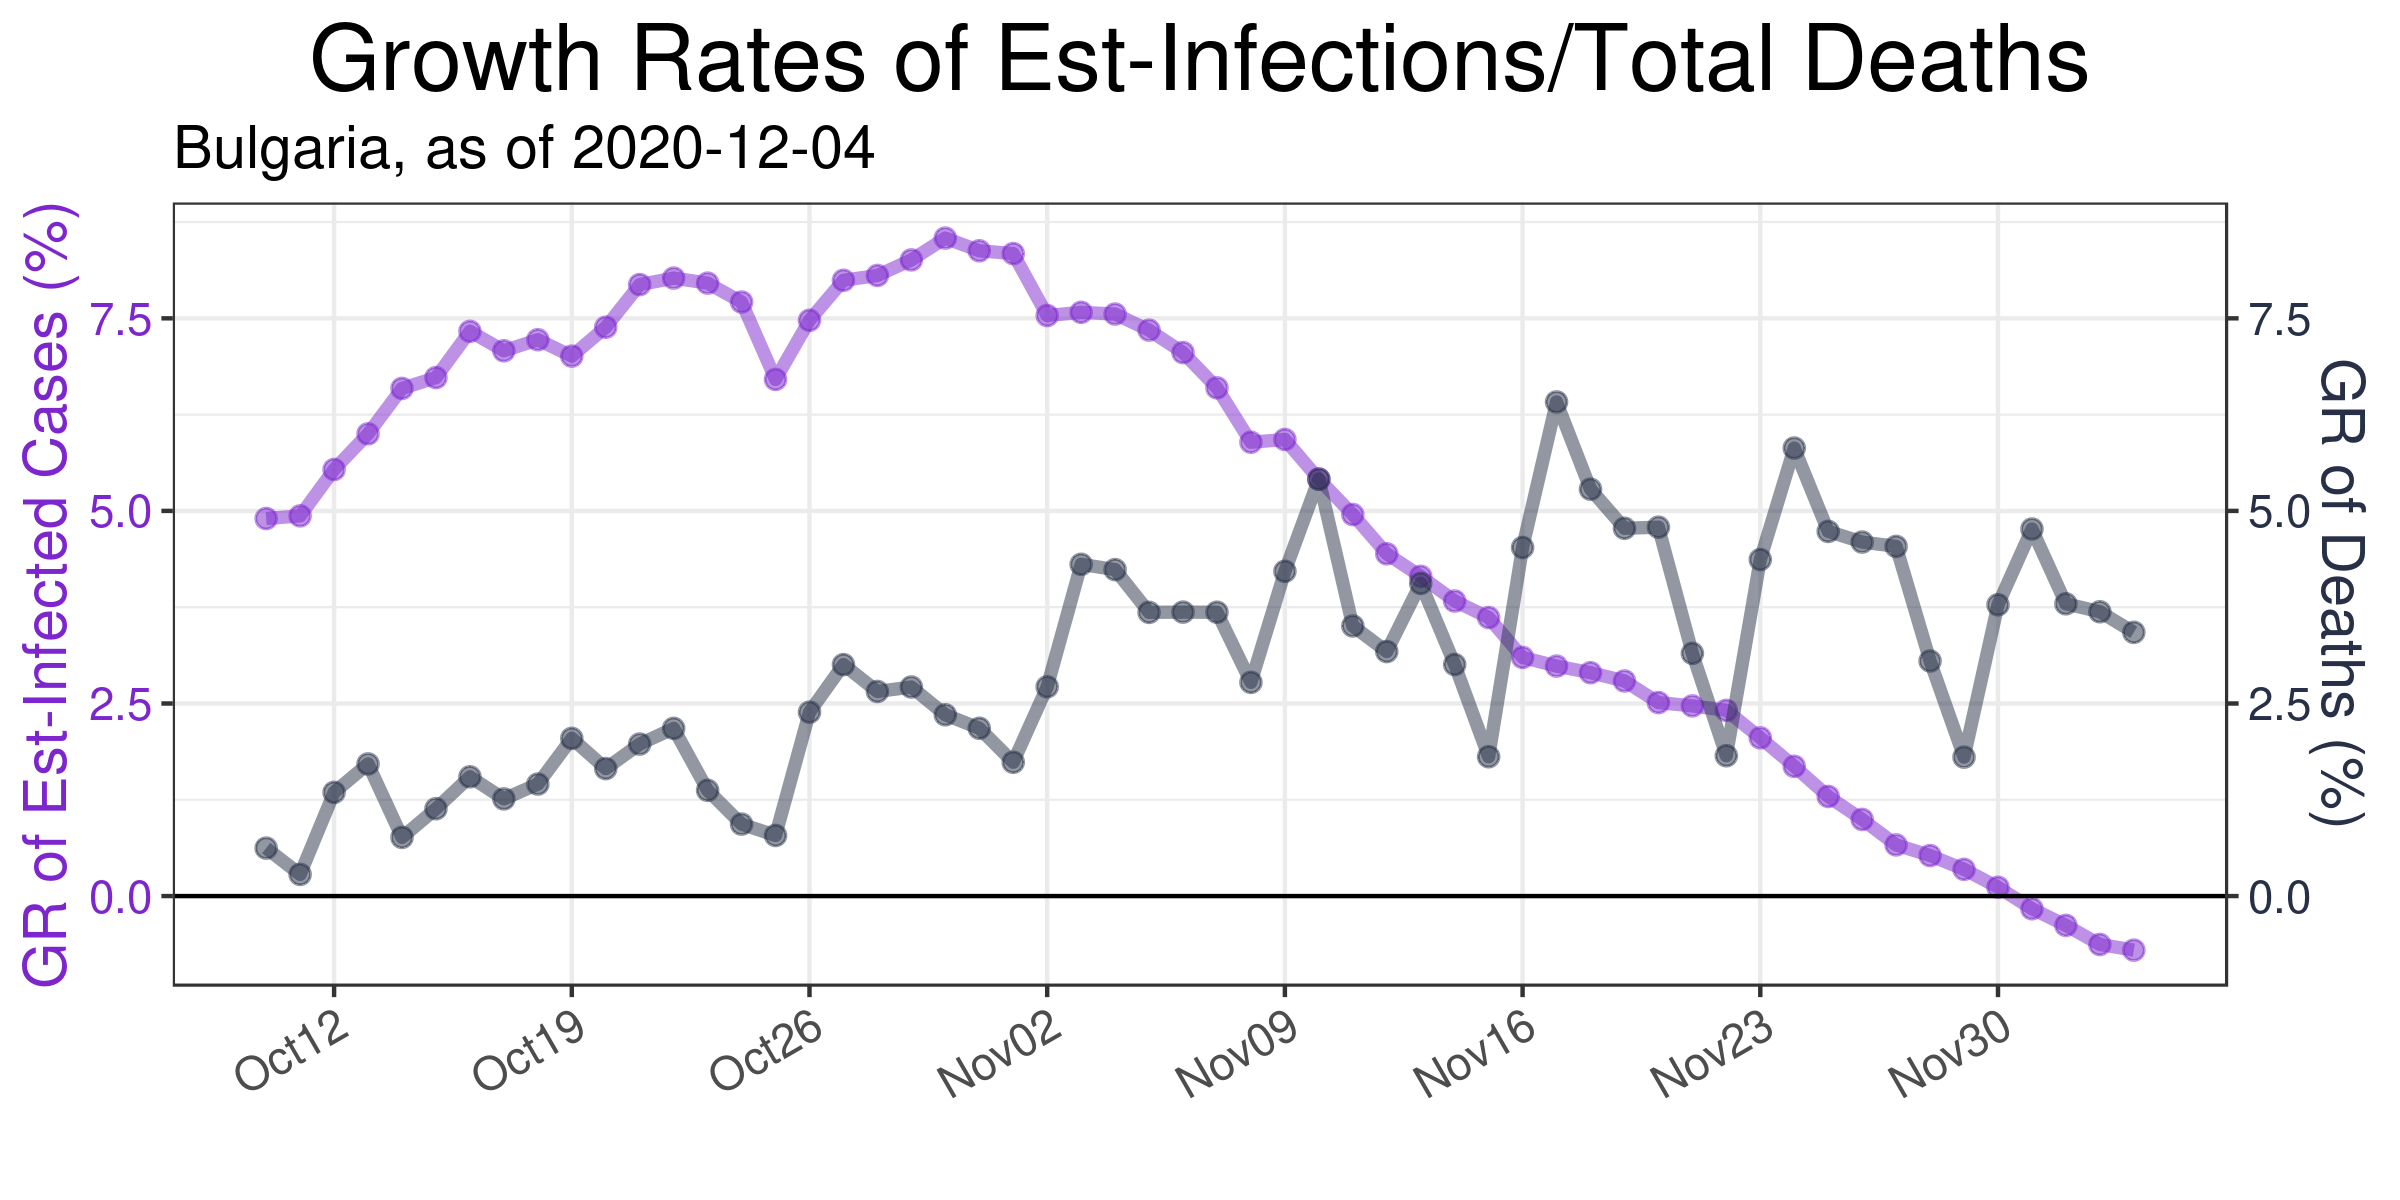 Growth Rates of Est-Infections/Total Deaths
Bulgaria, as of 2020-12-04
GR of Est-Infected Cases (%)
7.5
5.0
2.5
0.0
7.5
5.0
2.5
0.0
GR of Deaths (%)
Oct12
Oct19
Oct26
Nov02
Nov09
Nov16
Nov23
Nov30